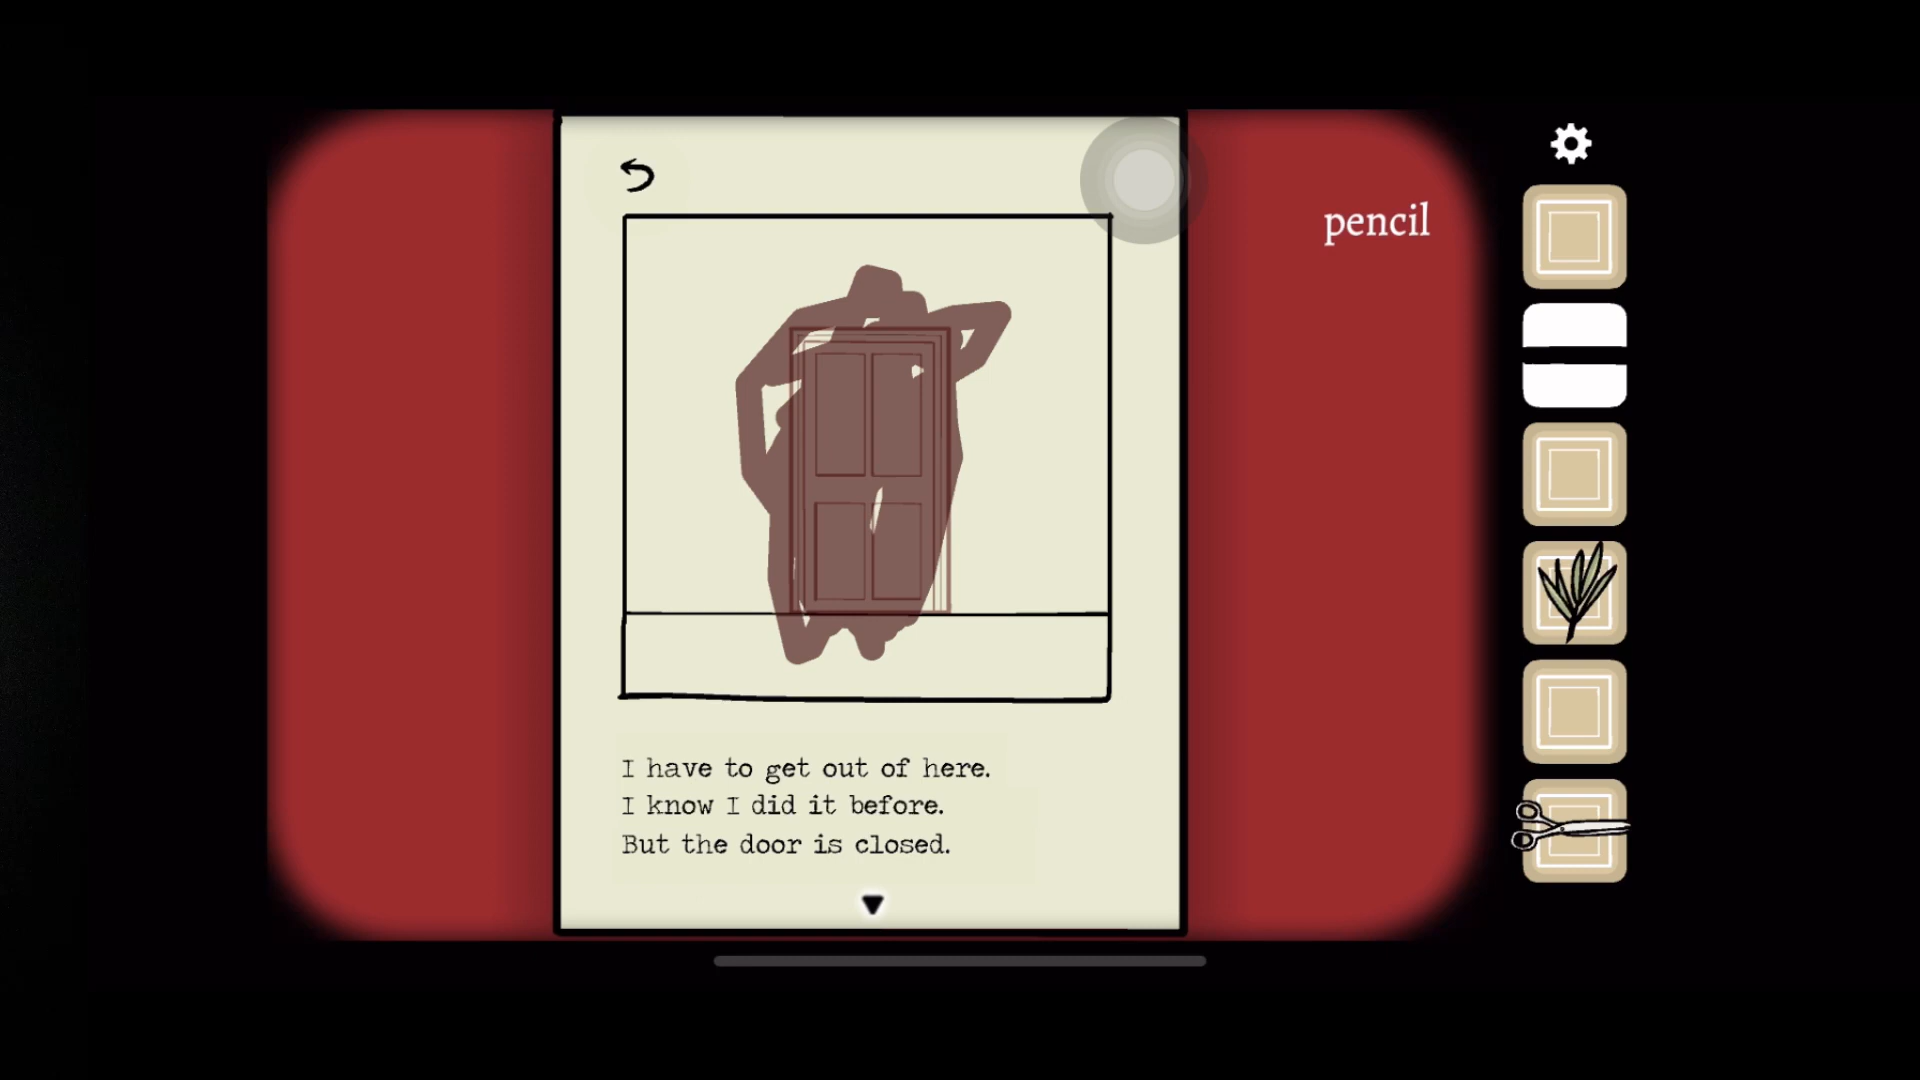 pencil
I have to get out of here.
I know I did it before.
But the door is closed.